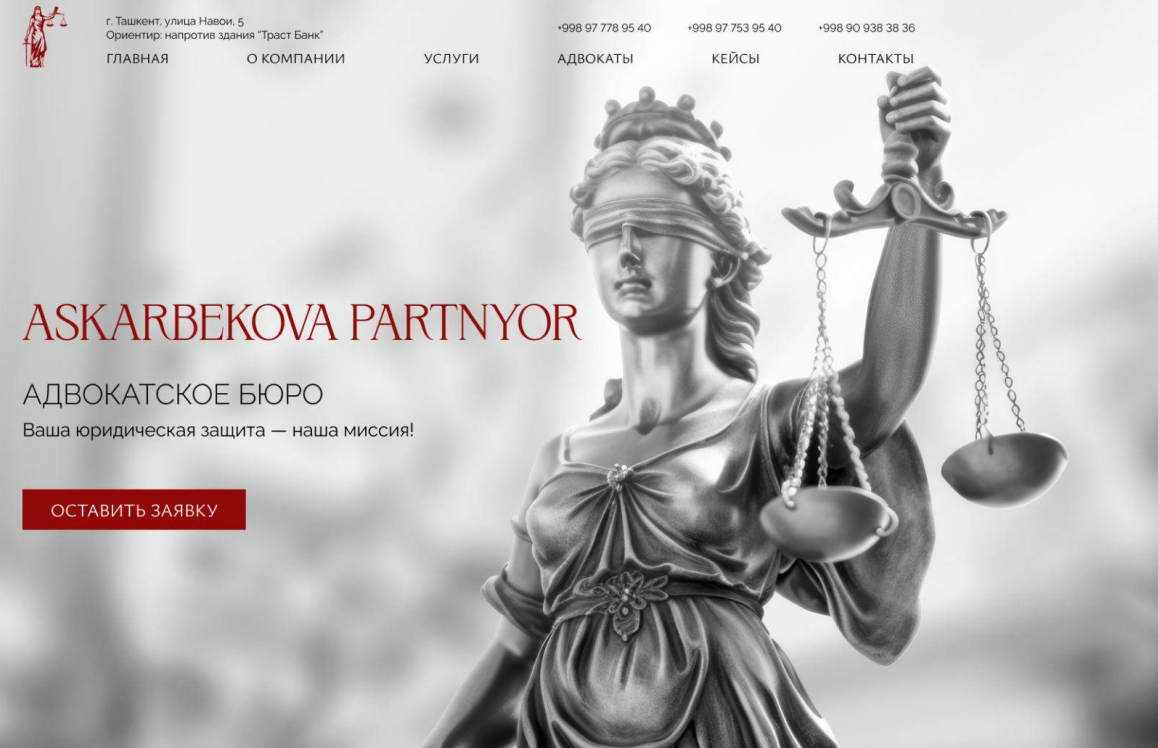 г. Ташкент, улица Навои, 5
Ориентир: напротив здания “Траст Банк”
+998 97 778 95 40 +998 97 753 95 40 +998 90 938 38 36
ГЛАВНАЯ О КОМПАНИИ УСЛУГИ АДВОКАТЫ КЕЙСЫ КОНТАКТЫ
ASKARBEKOVA PARTNYOR
АДВОКАТСКОЕ БЮРО
Ваша юридическая защита — наша миссия!
ОСТАВИТЬ ЗАЯВКУ